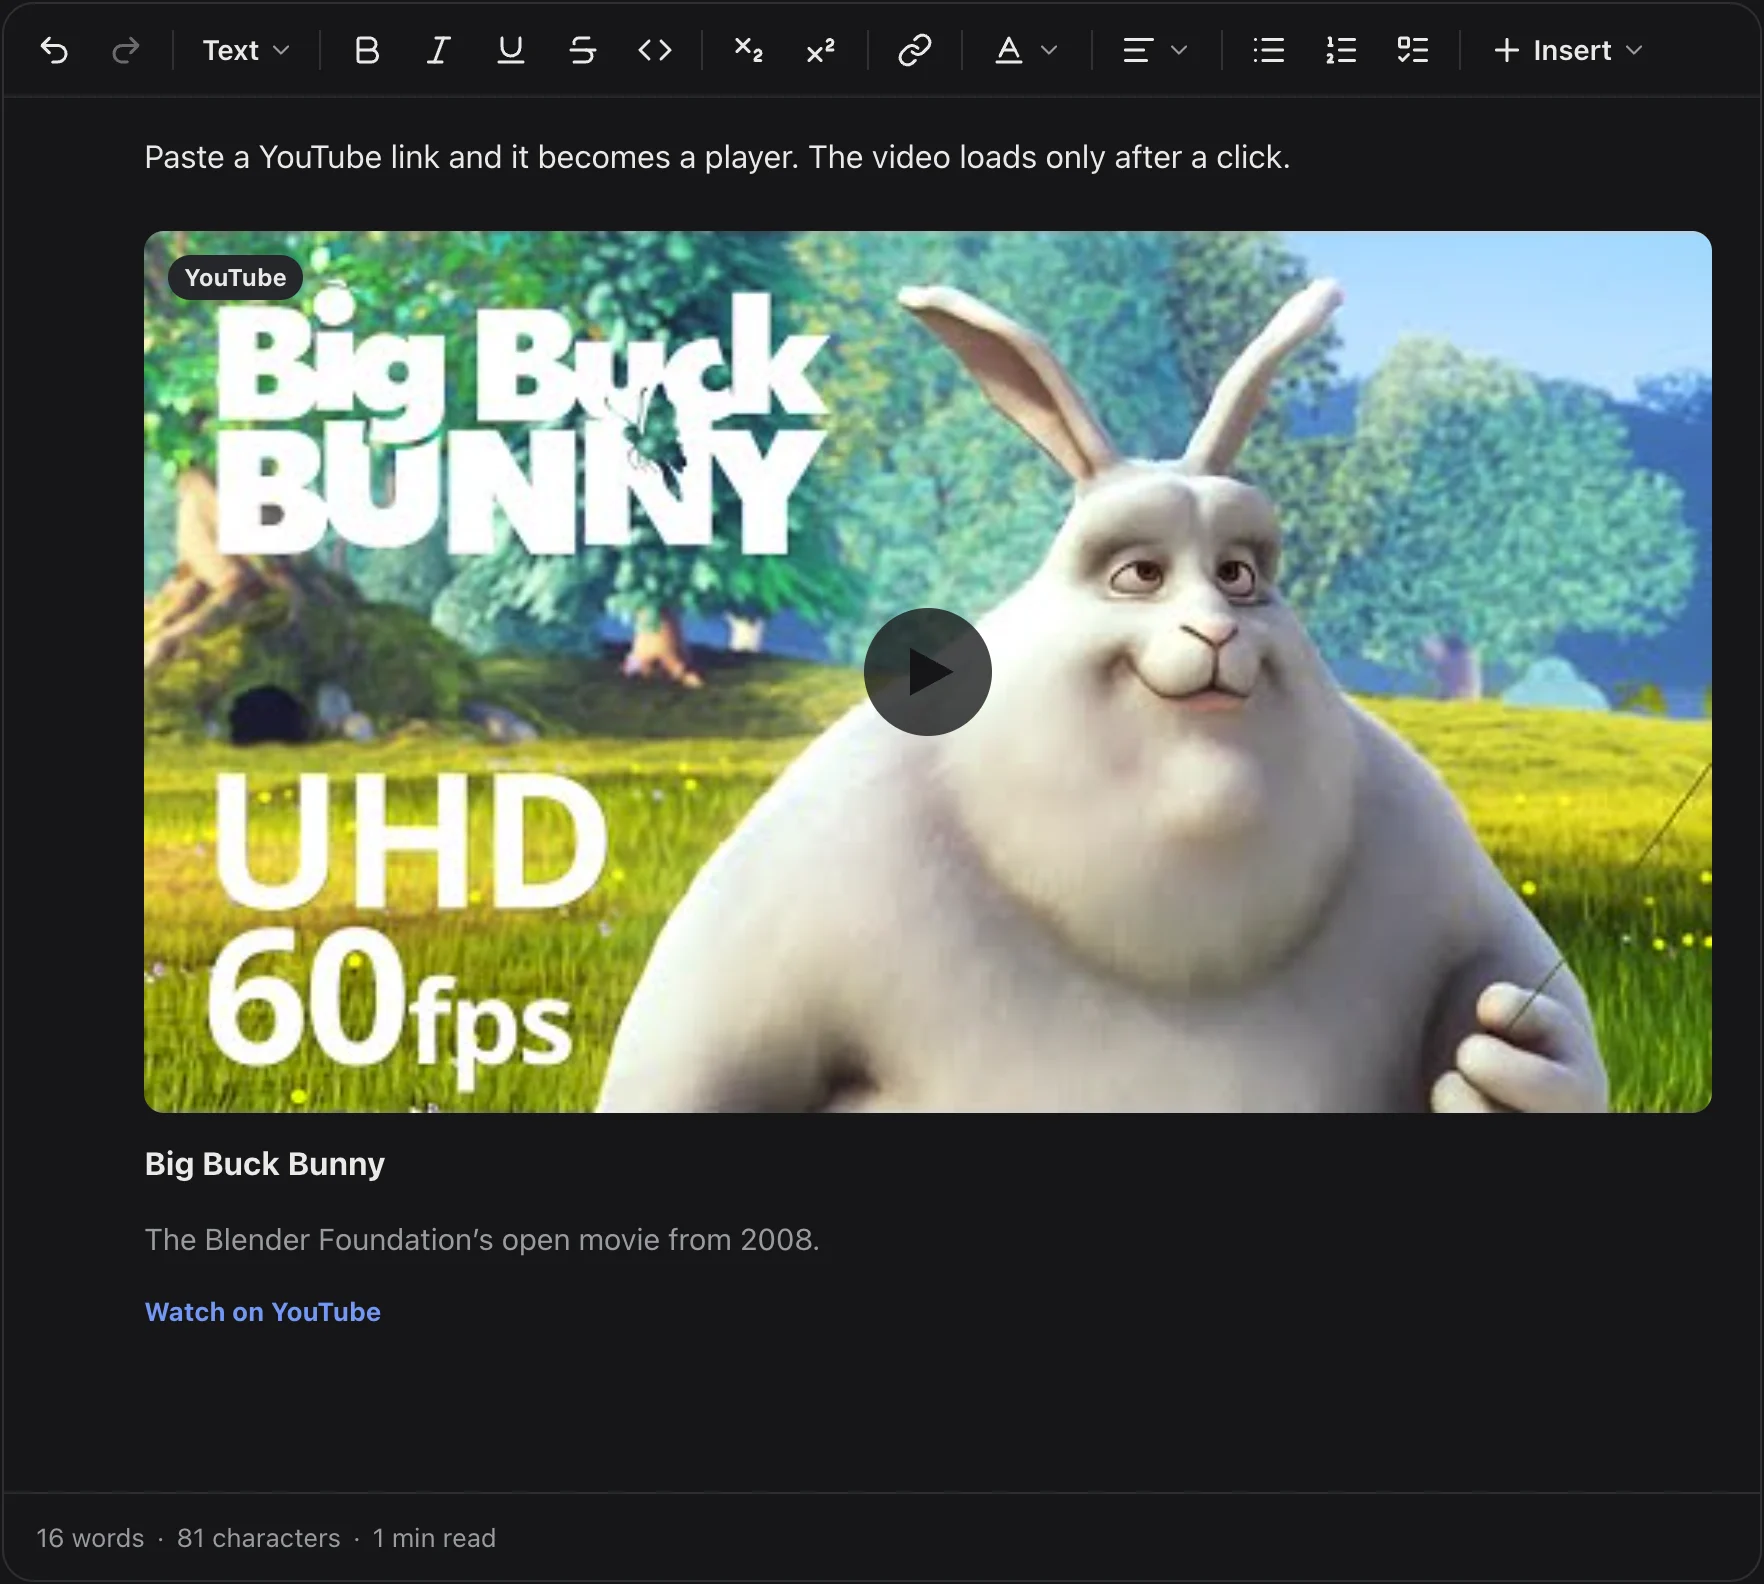 Text
B I U S <> x₂ x² A
Insert
Paste a YouTube link and it becomes a player. The video loads only after a click.
YouTube
Big Buck
BUNNY
UHD
60fps
Big Buck Bunny
The Blender Foundation’s open movie from 2008.
Watch on YouTube
16 words · 81 characters · 1 min read